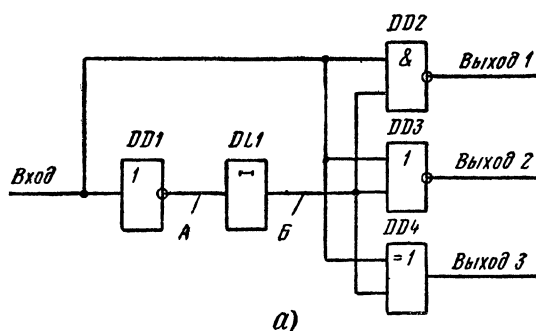 DD2
&
Выход 1
DD1
DL1
DD3
Вход
1
1
Выход 2
А
Б
DD4
=1
Выход 3
а)